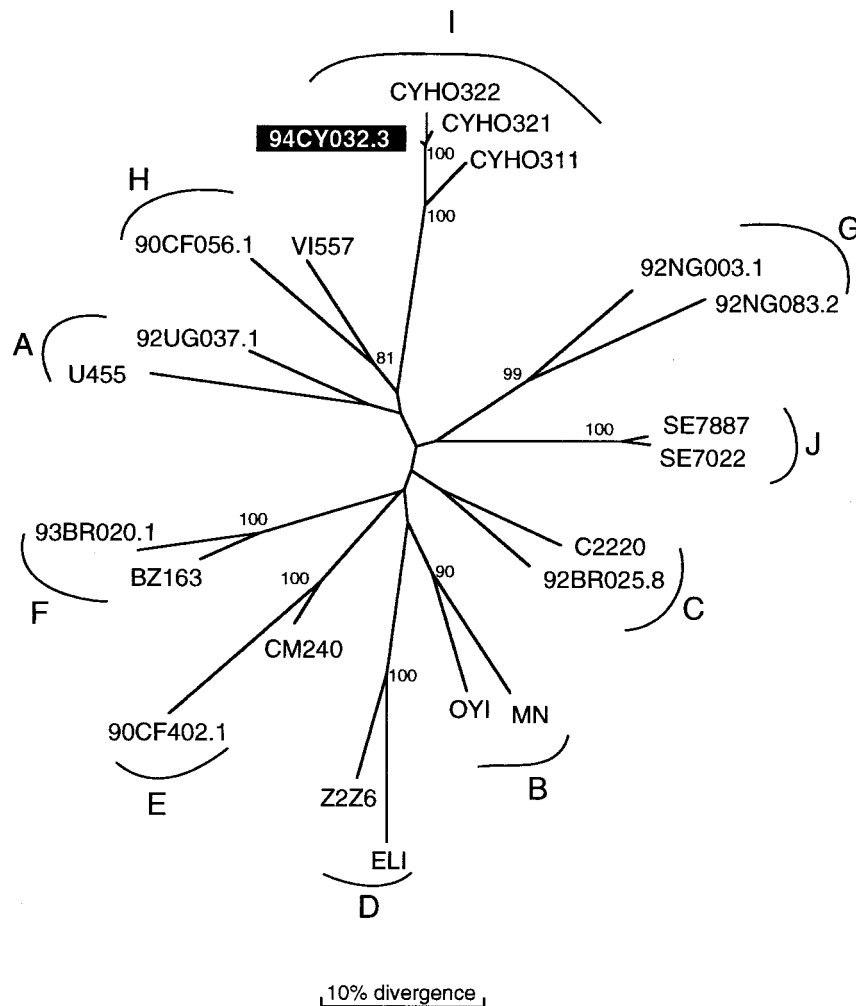 I
CYHO322
CYHO321
94CY032.3
100
CYHO311
H
100
G
90CF056.1
VI557
92NG003.1
92NG083.2
A
92UG037.1
81
U455
99
SE7887
100
J
SE7022
93BR020.1
100
C2220
BZ163
100
90
92BR025.8
F
C
CM240
100
OYI
MN
90CF402.1
E
Z2Z6
B
ELI
D
10% divergence